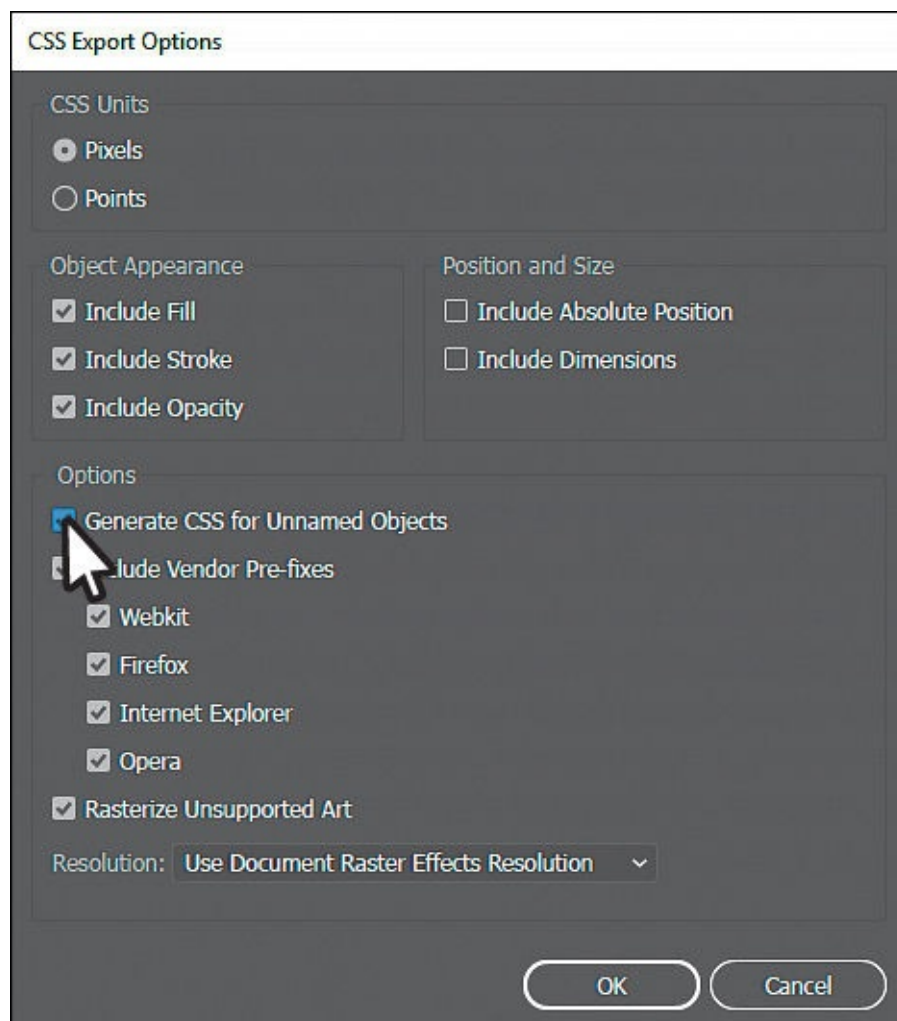 CSS Export Options
CSS Units
Pixels
Points
Object Appearance
Include Fill
Include Stroke
Include Opacity
Position and Size
Include Absolute Position
Include Dimensions
Options
Generate CSS for Unnamed Objects
clude Vendor Pre-fixes
Webkit
Firefox
Internet Explorer
Opera
Rasterize Unsupported Art
Resolution: Use Document Raster Effects Resolution
OK Cancel